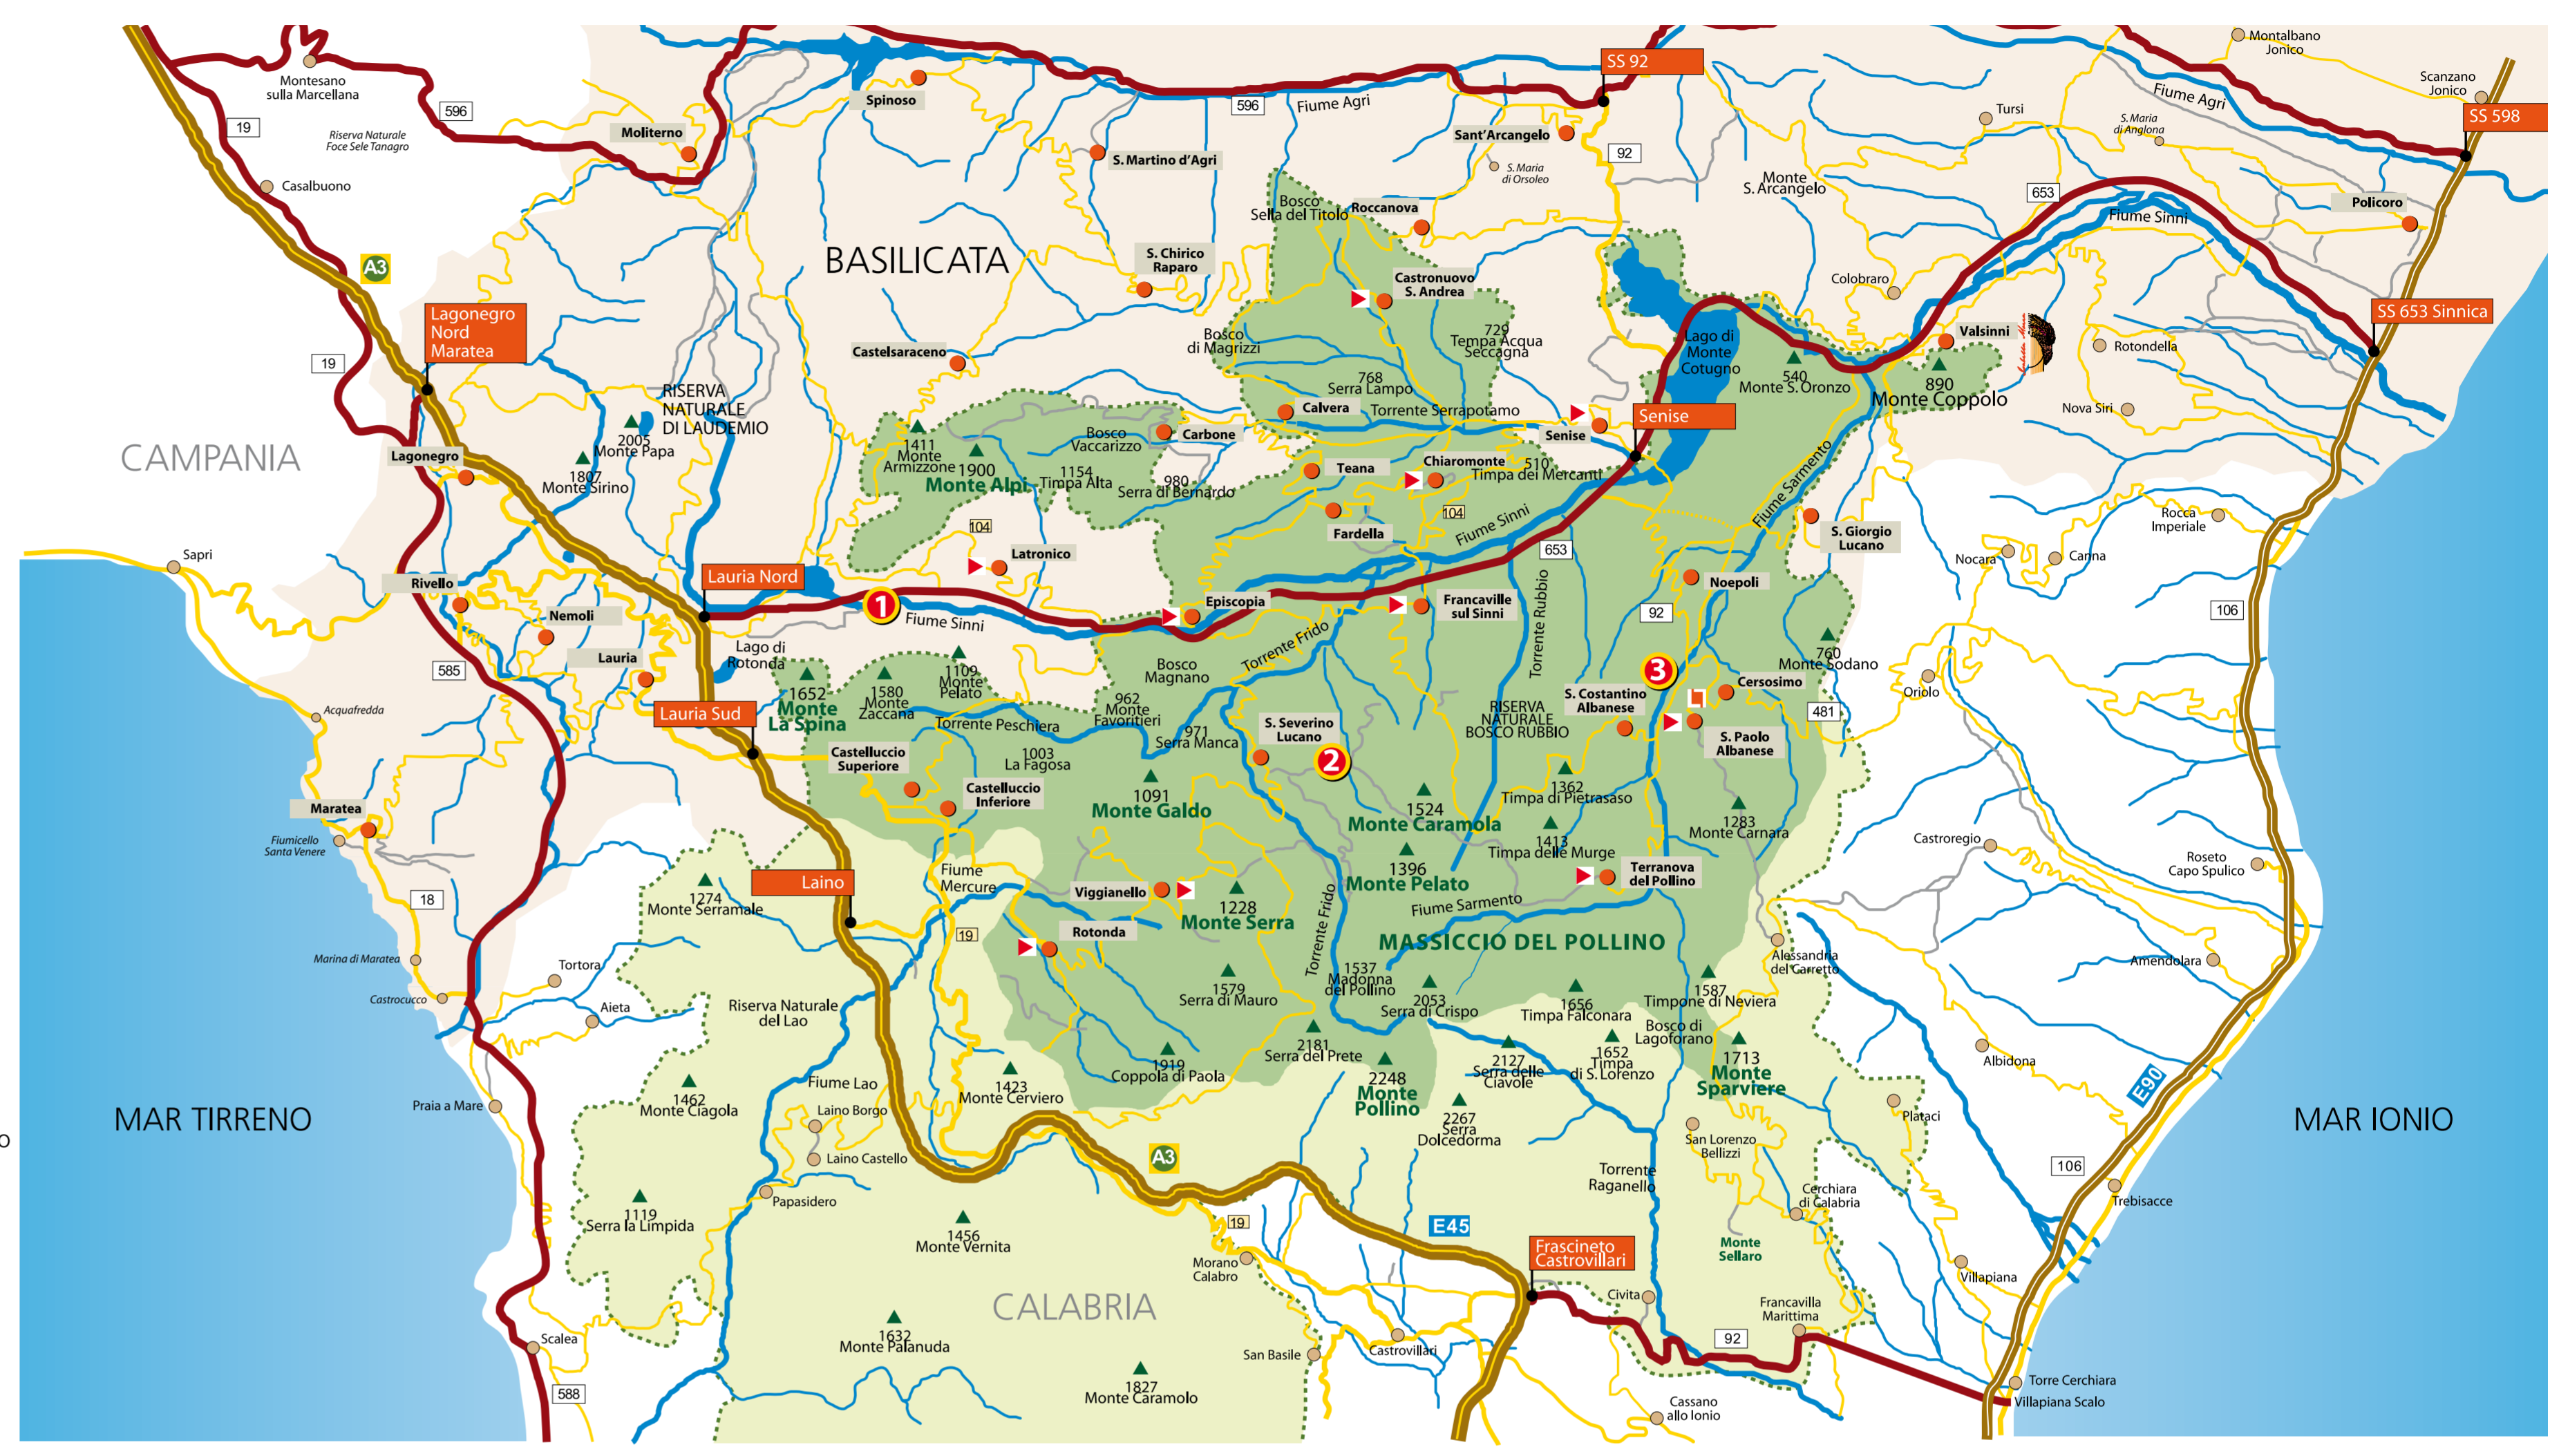 Montalbano
Jonico
Montesano
sulla Marcellana
SS 92
Scanzano
Jonico
Spinoso
596
596
Fiume Agri
Fiume Agri
Tursi
SS 598
19
Riserva Naturale
Foce Sele Tanagro
Moliterno
Sant'Arcangelo
S. Maria
di Anglona
S. Martino d'Agri
92
S. Maria
di Orsoleo
Monte
S. Arcangelo
Casalbuono
653
Bosco
Sella del Titolo
Roccanova
Policoro
Fiume Sinni
A3
BASILICATA
S. Chirico
Raparo
Castronuovo
S. Andrea
Colobraro
Lagonegro
Nord
Maratea
SS 653 Sinnica
729
Tempa Acqua
Seccagna
Lago di
Monte
Cotugno
Valsinni
Rotondella
Bosco
di Magrizzi
Castelsaraceno
19
768
Serra Lampo
540
Monte S. Oronzo
890
Monte Coppolo
RISERVA
NATURALE
DI LAUDEMIO
Calvera
Torrente Serrapotamo
Senise
Nova Siri
CAMPANIA
2005
Monte Papa
Lagonegro
1807
Monte Sirino
1411
Monte
Armizzone
1900
Monte Alpi
Bosco
Vaccarizzo
Carbone
Senise
1154
Timpa Alta
980
Serra di Bernardo
Teana
Chiaromonte
510
Timpa dei Mercanti
Fiume Sarmento
104
104
Fardella
Fiume Sinni
S. Giorgio
Lucano
Rocca
Imperiale
Sapri
Latronico
653
Nocara
Canna
Rivello
Lauria Nord
Noepoli
1
Episcopia
Francaville
sul Sinni
Torrente Rubbio
92
106
Nemoli
Fiume Sinni
Torrente Frido
Lauria
Lago di
Rotonda
585
1109
Monte
Pelato
Bosco
Magnano
760
Monte Sodano
3
Cersosimo
Oriolo
1652
Monte
La Spina
1580
Monte
Zaccana
962
Monte
Favoritieri
S. Costantino
Albanese
Acquafredda
Lauria Sud
Torrente Peschiera
971
Serra Manca
S. Severino
Lucano
RISERVA
NATURALE
BOSCO RUBBIO
S. Paolo
Albanese
481
Castelluccio
Superiore
1003
La Fagosa
2
Castelluccio
Inferiore
1091
Monte Galdo
1524
Monte Caramola
1362
Timpa di Pietrasaso
1283
Monte Carnara
Maratea
Fiumicello
Santa Venere
1413
Timpa delle Murge
Castroregio
Roseto
Capo Spulico
1396
Monte Pelato
Terranova
del Pollino
Laino
Fiume
Mercure
Viggianello
1274
Monte Serramale
18
1228
Monte Serra
Fiume Sarmento
Torrente Frido
19
Rotonda
MASSICCIO DEL POLLINO
Marina di Maratea
Tortora
Alessandria
del Carretto
Amendolara
Castrocucco
Aieta
Riserva Naturale
del Lao
1579
Serra di Mauro
1537
Madonna
del Pollino
2053
Serra di Crispo
1656
Timpa Falconara
1587
Timpone di Neviera
Bosco di
Lagoforano
2181
Serra del Prete
1919
Coppola di Paola
2127
Serra delle
Ciavole
1652
Timpa
di S. Lorenzo
1713
Monte
Sparviere
Albidona
1462
Monte Ciagola
Fiume Lao
1423
Monte Cerviero
2248
Monte
Pollino
E90
MAR TIRRENO
Praia a Mare
Laino Borgo
2267
Serra
Dolcedorma
Plataci
MAR IONIO
o
San Lorenzo
Bellizzi
Laino Castello
A3
Torrente
Raganello
106
Papasidero
Cerchiara
di Calabria
Trebisacce
1119
Serra la Limpida
1456
Monte Vernita
19
E45
Monte
Sellaro
Frascineto
Castrovillari
Morano
Calabro
Villapiana
CALABRIA
Civita
Francavilla
Marittima
Scalea
1632
Monte Palanuda
San Basile
Castrovillari
92
588
1827
Monte Caramolo
Torre Cerchiara
Villapiana Scalo
Cassano
allo Ionio